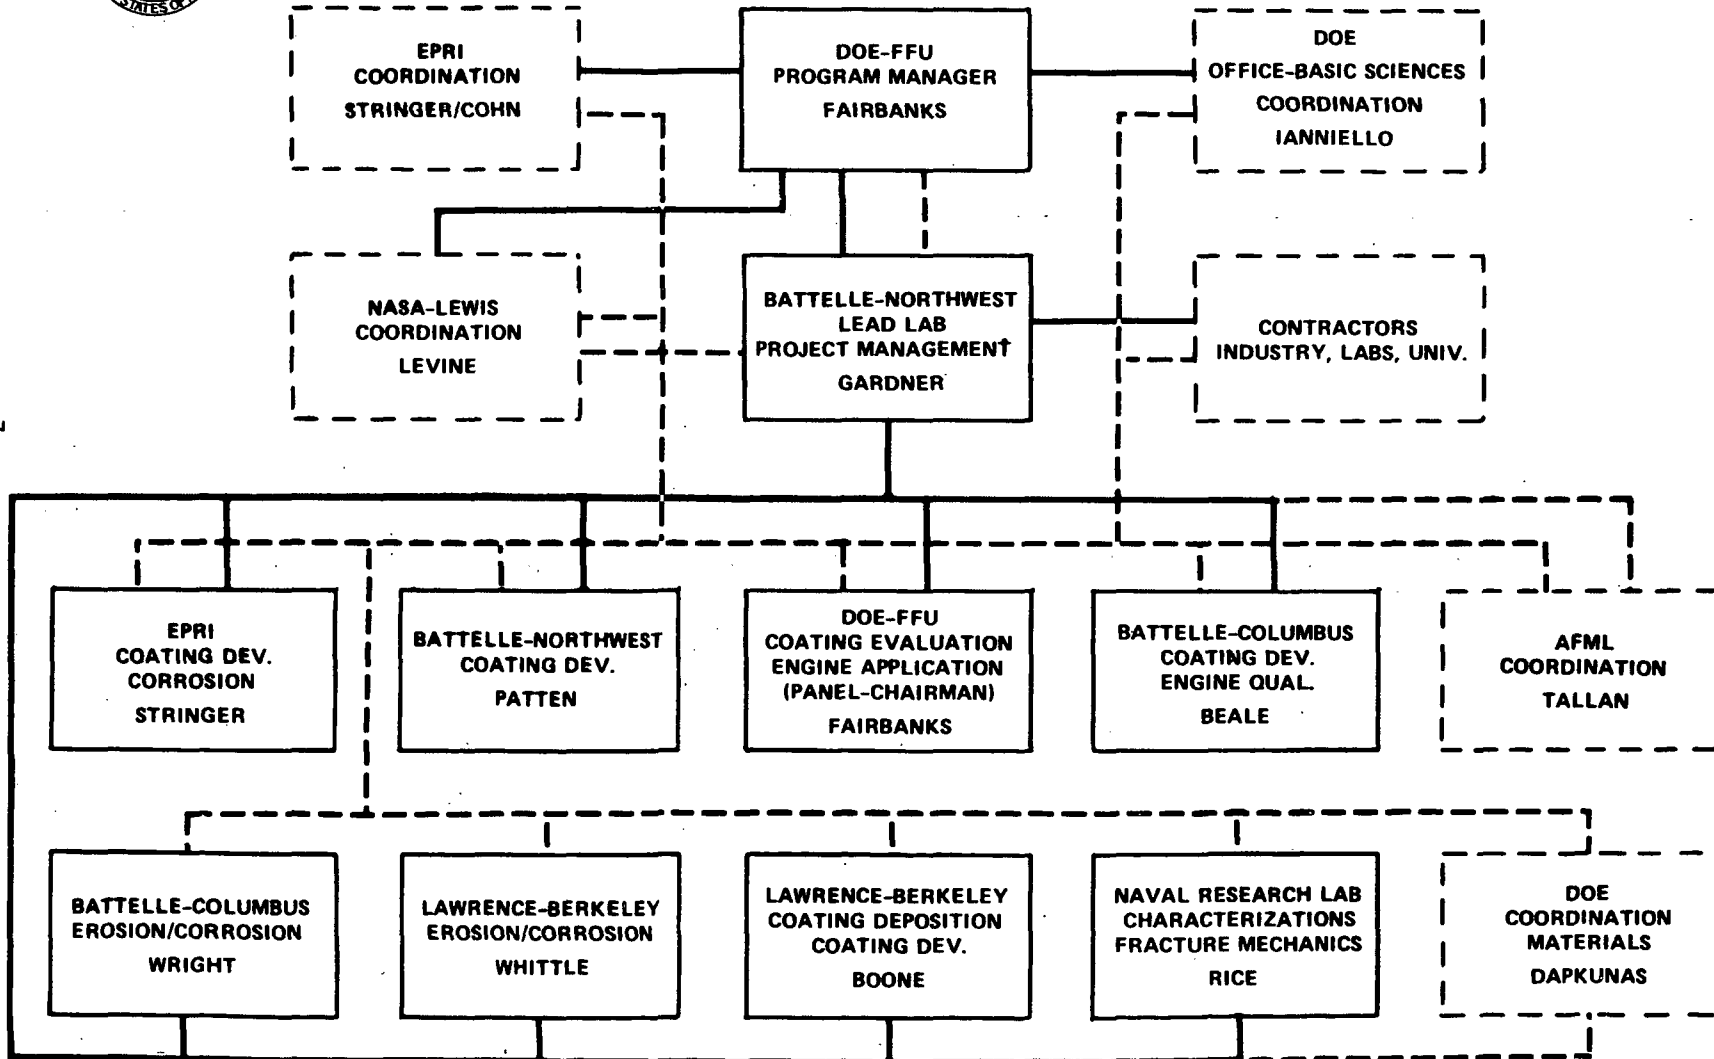 STATES OF
EPRI
COORDINATION
STRINGER/COHN
DOE-FFU
PROGRAM MANAGER
FAIRBANKS
DOE
OFFICE-BASIC SCIENCES
COORDINATION
IANNIELLO
NASA-LEWIS
COORDINATION
LEVINE
BATTELLE-NORTHWEST
LEAD LAB
PROJECT MANAGEMENT†
GARDNER
CONTRACTORS
INDUSTRY, LABS, UNIV.
EPRI
COATING DEV.
CORROSION
STRINGER
BATTELLE-NORTHWEST
COATING DEV.
PATTEN
DOE-FFU
COATING EVALUATION
ENGINE APPLICATION
(PANEL-CHAIRMAN)
FAIRBANKS
BATTELLE-COLUMBUS
COATING DEV.
ENGINE QUAL.
BEALE
AFML
COORDINATION
TALLAN
BATTELLE-COLUMBUS
EROSION/CORROSION
WRIGHT
LAWRENCE-BERKELEY
EROSION/CORROSION
WHITTLE
LAWRENCE-BERKELEY
COATING DEPOSITION
COATING DEV.
BOONE
NAVAL RESEARCH LAB
CHARACTERIZATIONS
FRACTURE MECHANICS
RICE
DOE
COORDINATION
MATERIALS
DAPKUNAS